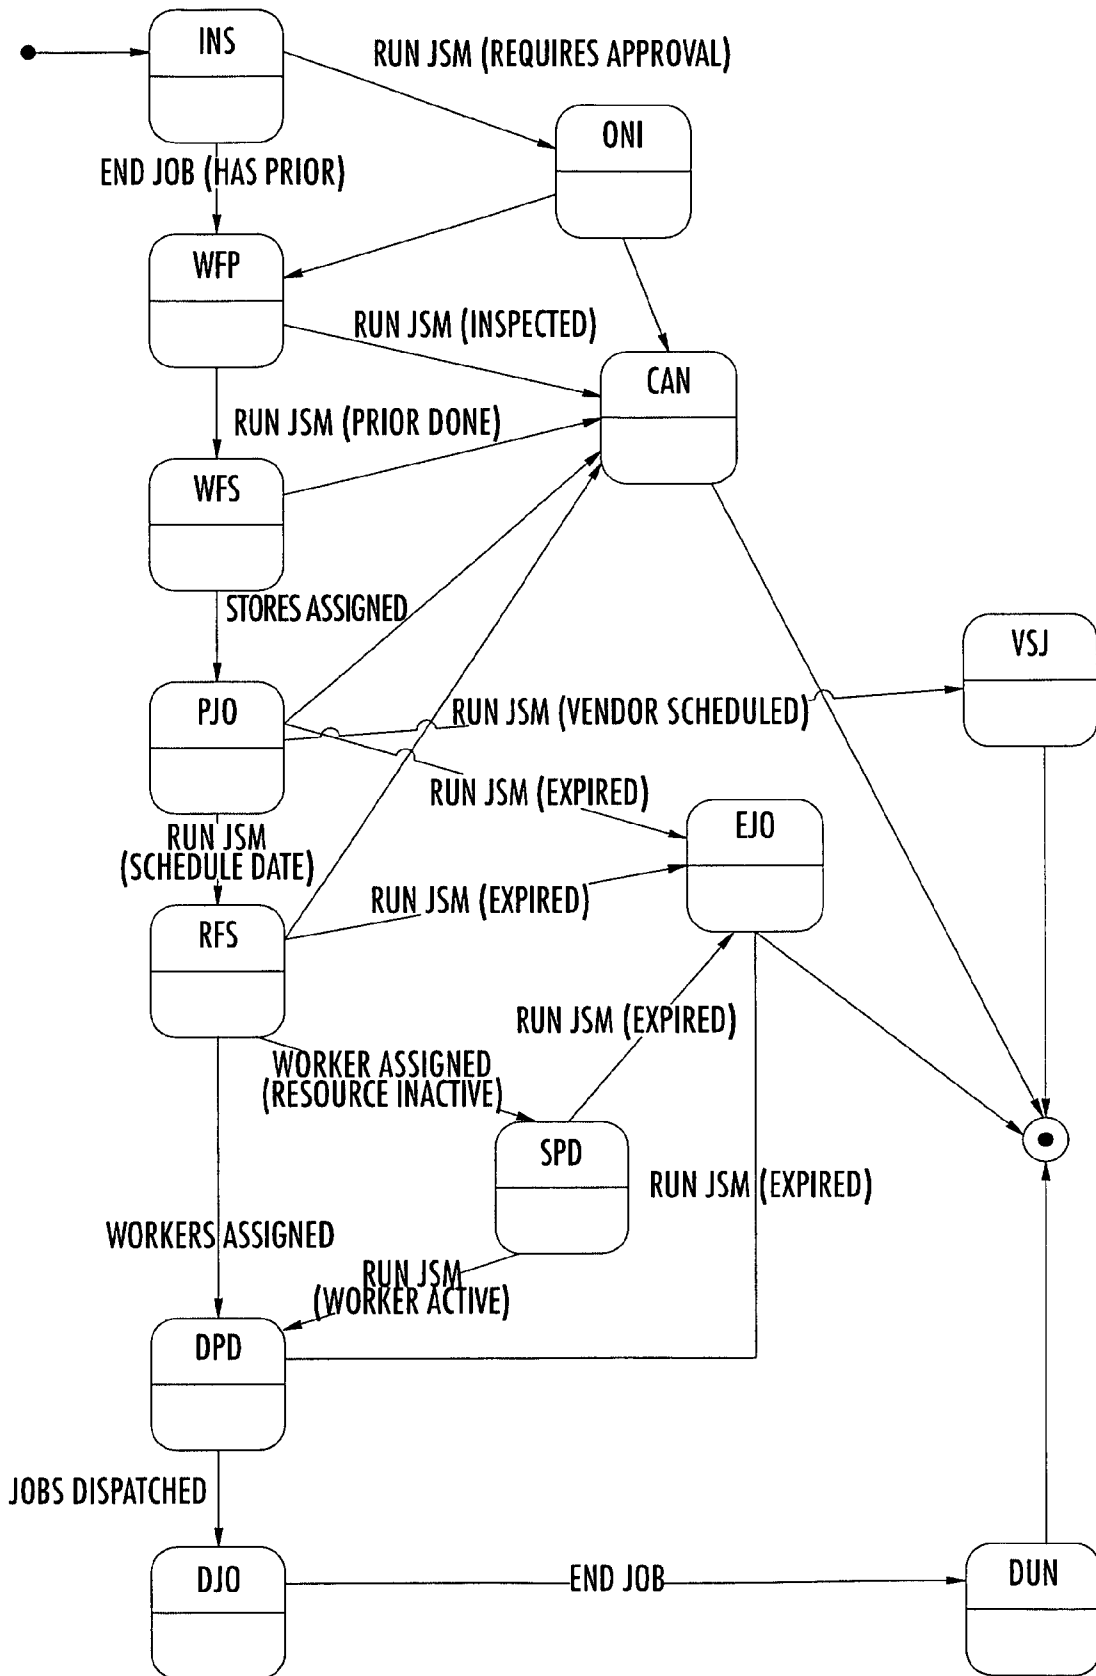 INS
RUN JSM (REQUIRES APPROVAL)
ONI
END JOB (HAS PRIOR)
WFP
RUN JSM (INSPECTED)
CAN
RUN JSM (PRIOR DONE)
WFS
STORES ASSIGNED
VSJ
PJO
RUN JSM (VENDOR SCHEDULED)
RUN JSM (EXPIRED)
EJO
RUN JSM
(SCHEDULE DATE)
RUN JSM (EXPIRED)
RFS
RUN JSM (EXPIRED)
WORKER ASSIGNED
(RESOURCE INACTIVE)
SPD
RUN JSM (EXPIRED)
WORKERS ASSIGNED
RUN JSM
(WORKER ACTIVE)
DPD
JOBS DISPATCHED
DJO
END JOB
DUN